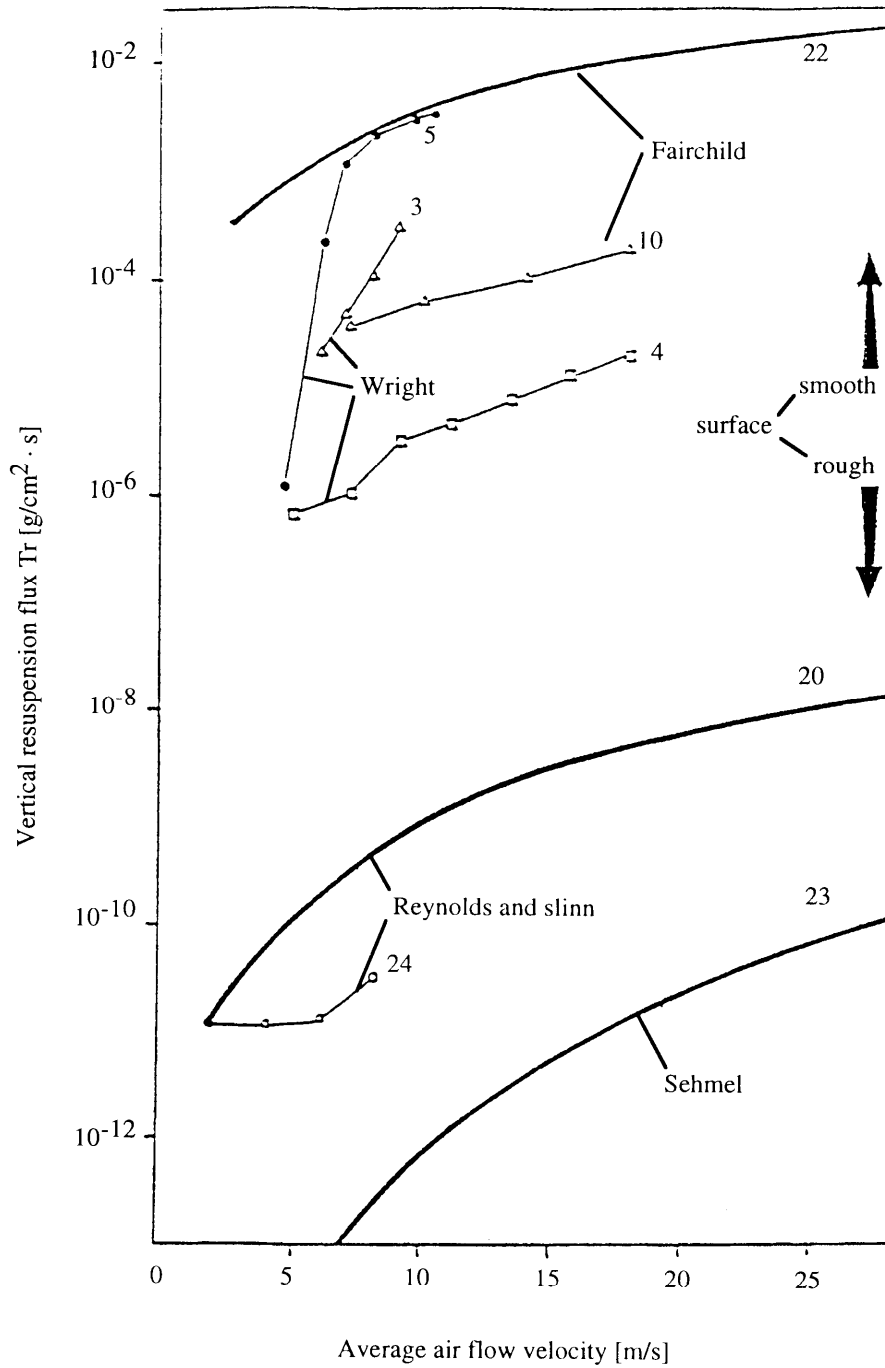 10-2
22
5
Fairchild
3
10
10-4
4
Wright
smooth
surface
rough
10-6
Vertical resuspension flux Tr [g/cm2 · s]
20
10-8
23
10-10
Reynolds and slinn
24
Sehmel
10-12
0 5 10 15 20 25
Average air flow velocity [m/s]